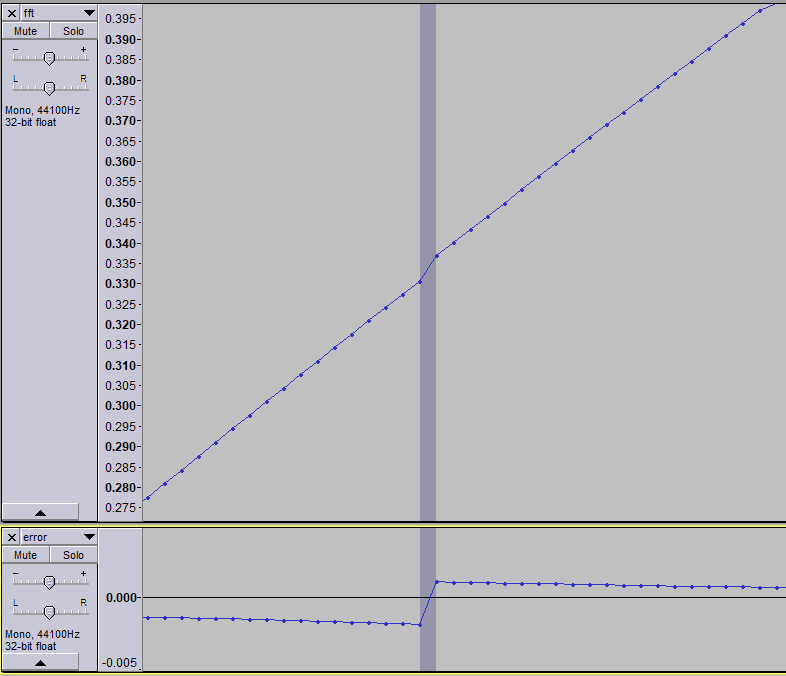 fft
Mute Solo
- +
L R
Mono, 44100Hz
32-bit float
0.395-
0.390-
0.385-
0.380-
0.375-
0.370-
0.365-
0.360-
0.355-
0.350-
0.345-
0.340-
0.335-
0.330-
0.325-
0.320-
0.315-
0.310-
0.305-
0.300-
0.295-
0.290-
0.285-
0.280-
0.275-
error
Mute Solo
- +
L R
Mono, 44100Hz
32-bit float
0.000-
-0.005-